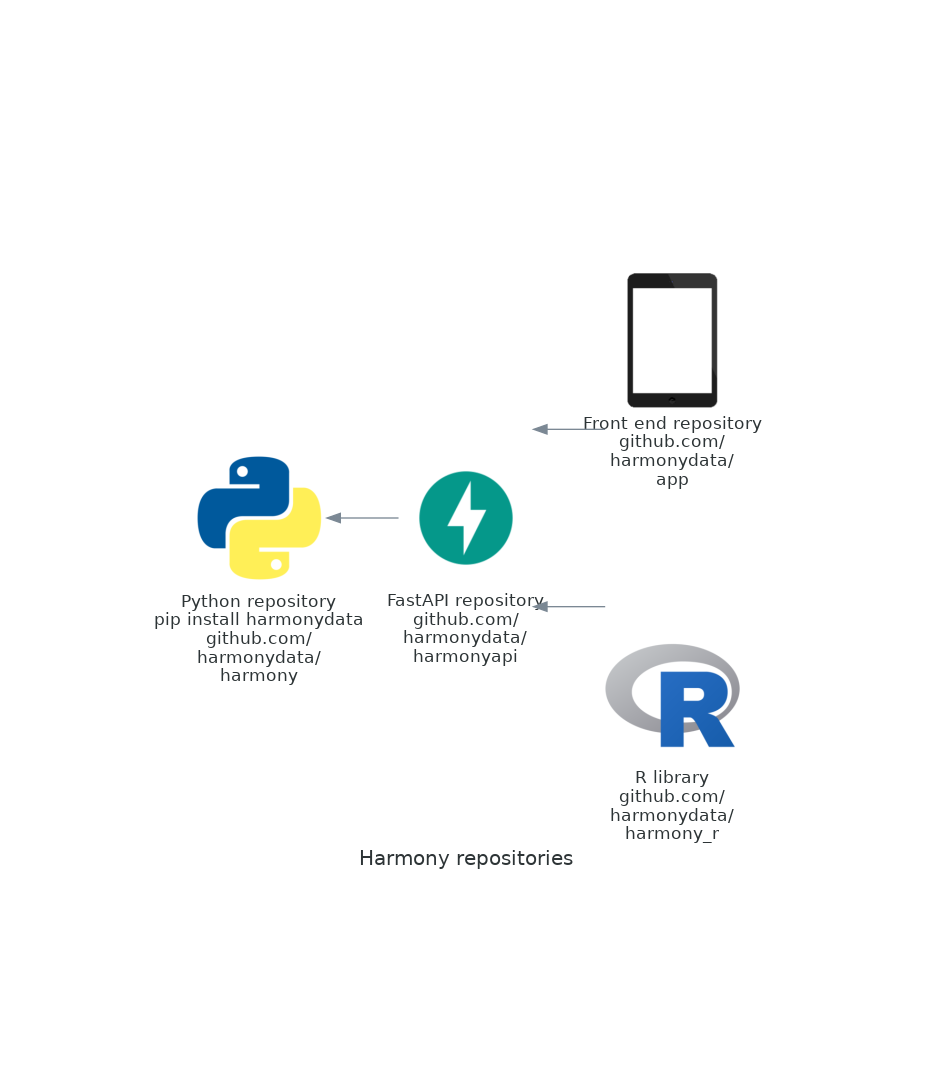 Front end repository
github.com/
harmonydata/
app
Python repository
pip install harmonydata
github.com/
harmonydata/
harmony
FastAPI repository
github.com/
harmonydata/
harmonyapi
R
R library
github.com/
harmonydata/
harmony_r
Harmony repositories